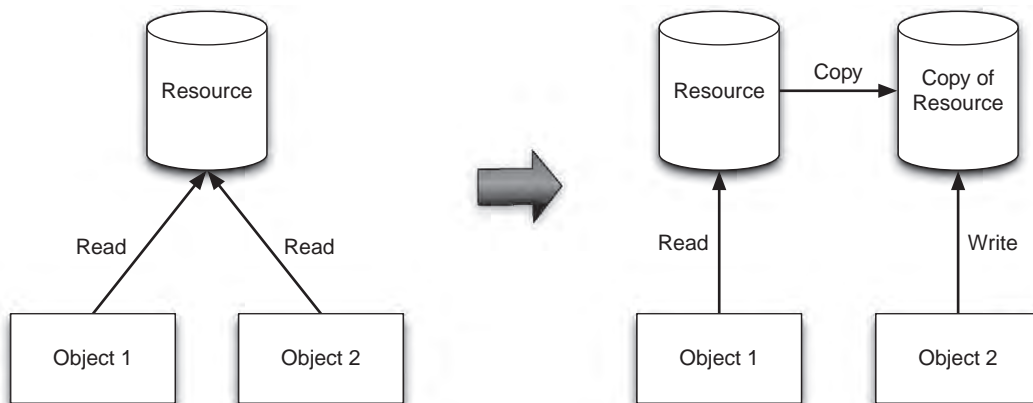 Resource
Read
Read
Object 1
Object 2
Resource
Copy
Copy of
Resource
Read
Write
Object 1
Object 2